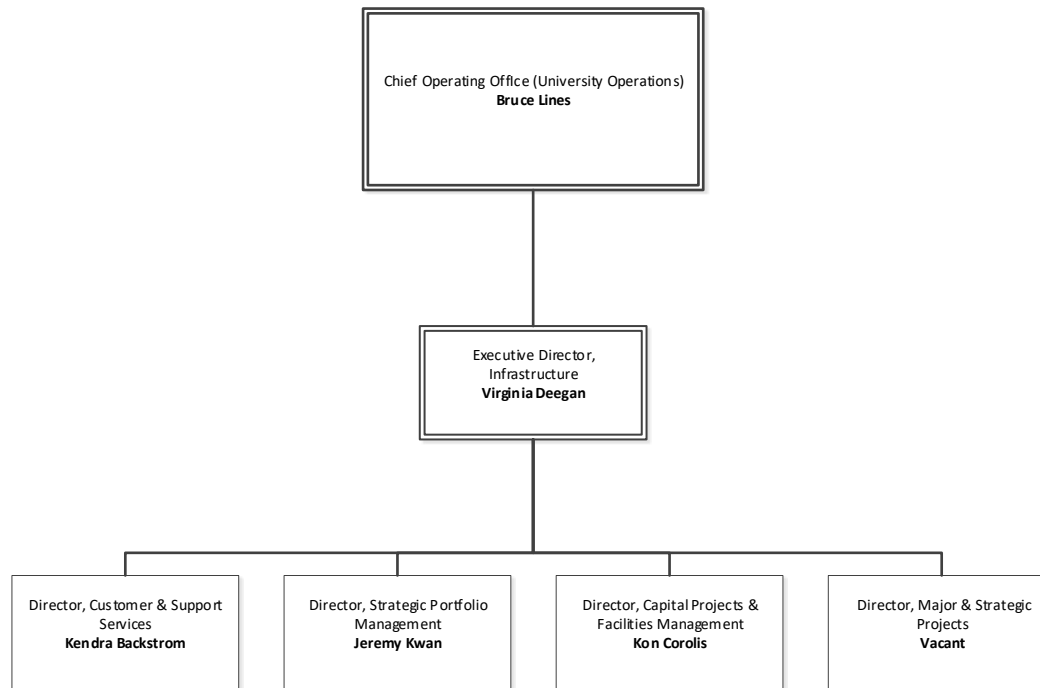 Chief Operating Office (University Operations)
Bruce Lines
Executive Director,
Infrastructure
Virginia Deegan
Director, Customer & Support
Services
Kendra Backstrom
Director, Strategic Portfolio
Management
Jeremy Kwan
Director, Capital Projects &
Facilities Management
Kon Corolis
Director, Major & Strategic
Projects
Vacant